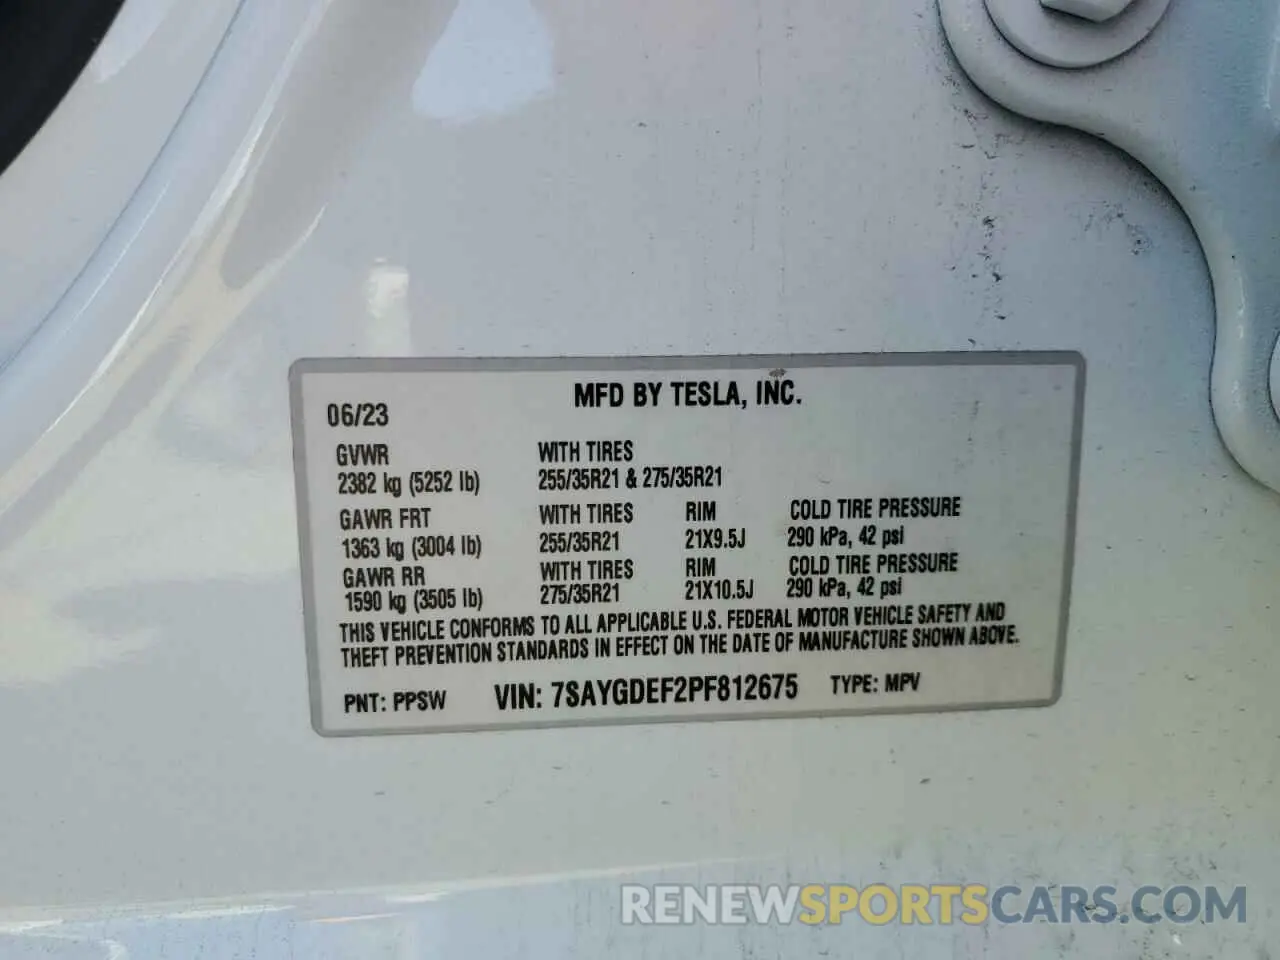 MFD BY TESLA, INC.
06/23
GVWR WITH TIRES
2382 kg (5252 lb) 255/35R21 & 275/35R21
GAWR FRT WITH TIRES RIM COLD TIRE PRESSURE
1363 kg (3004 lb) 255/35R21 21X9.5J 290 kPa, 42 psi
GAWR RR WITH TIRES RIM COLD TIRE PRESSURE
1590 kg (3505 lb) 275/35R21 21X10.5J 290 kPa, 42 psi
THIS VEHICLE CONFORMS TO ALL APPLICABLE U.S. FEDERAL MOTOR VEHICLE SAFETY AND
THEFT PREVENTION STANDARDS IN EFFECT ON THE DATE OF MANUFACTURE SHOWN ABOVE.
PNT: PPSW VIN: 7SAYGDEF2PF812675 TYPE: MPV
RENEWSPORTSCARS.COM